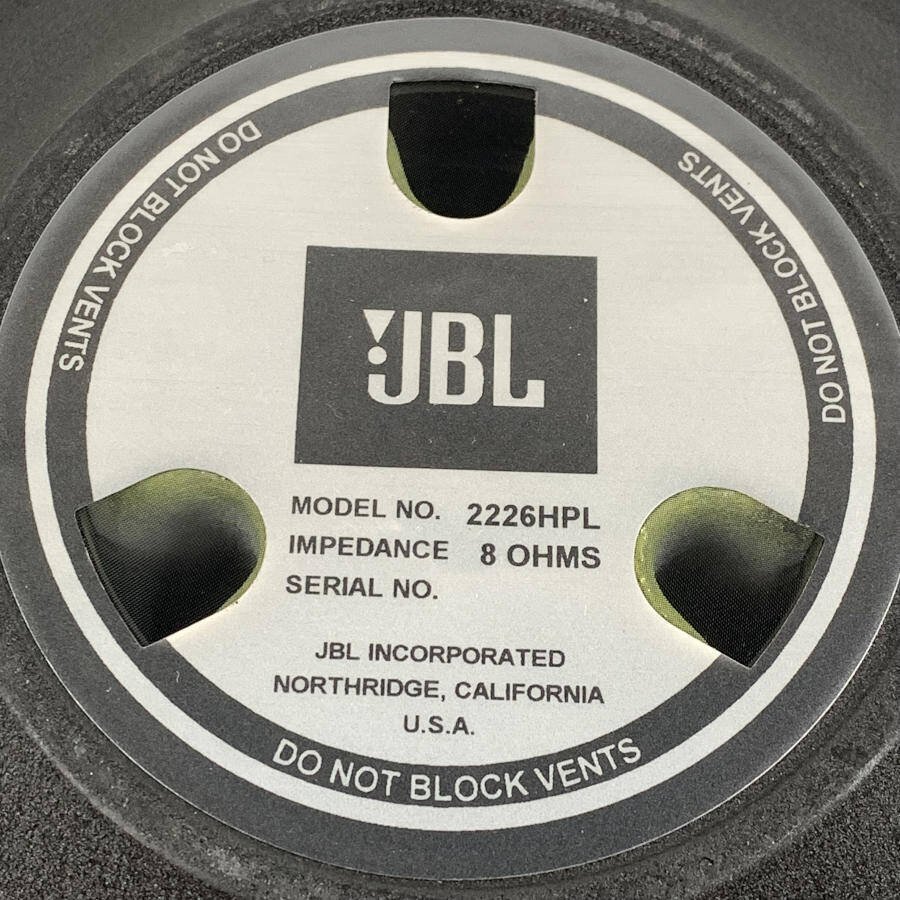 DO NOT BLOCK VENTS
DO NOT BLOCK VENTS
JBL
MODEL NO. 2226HPL
IMPEDANCE 8 OHMS
SERIAL NO.
JBL INCORPORATED
NORTHRIDGE, CALIFORNIA
U.S.A.
DO NOT BLOCK VENTS